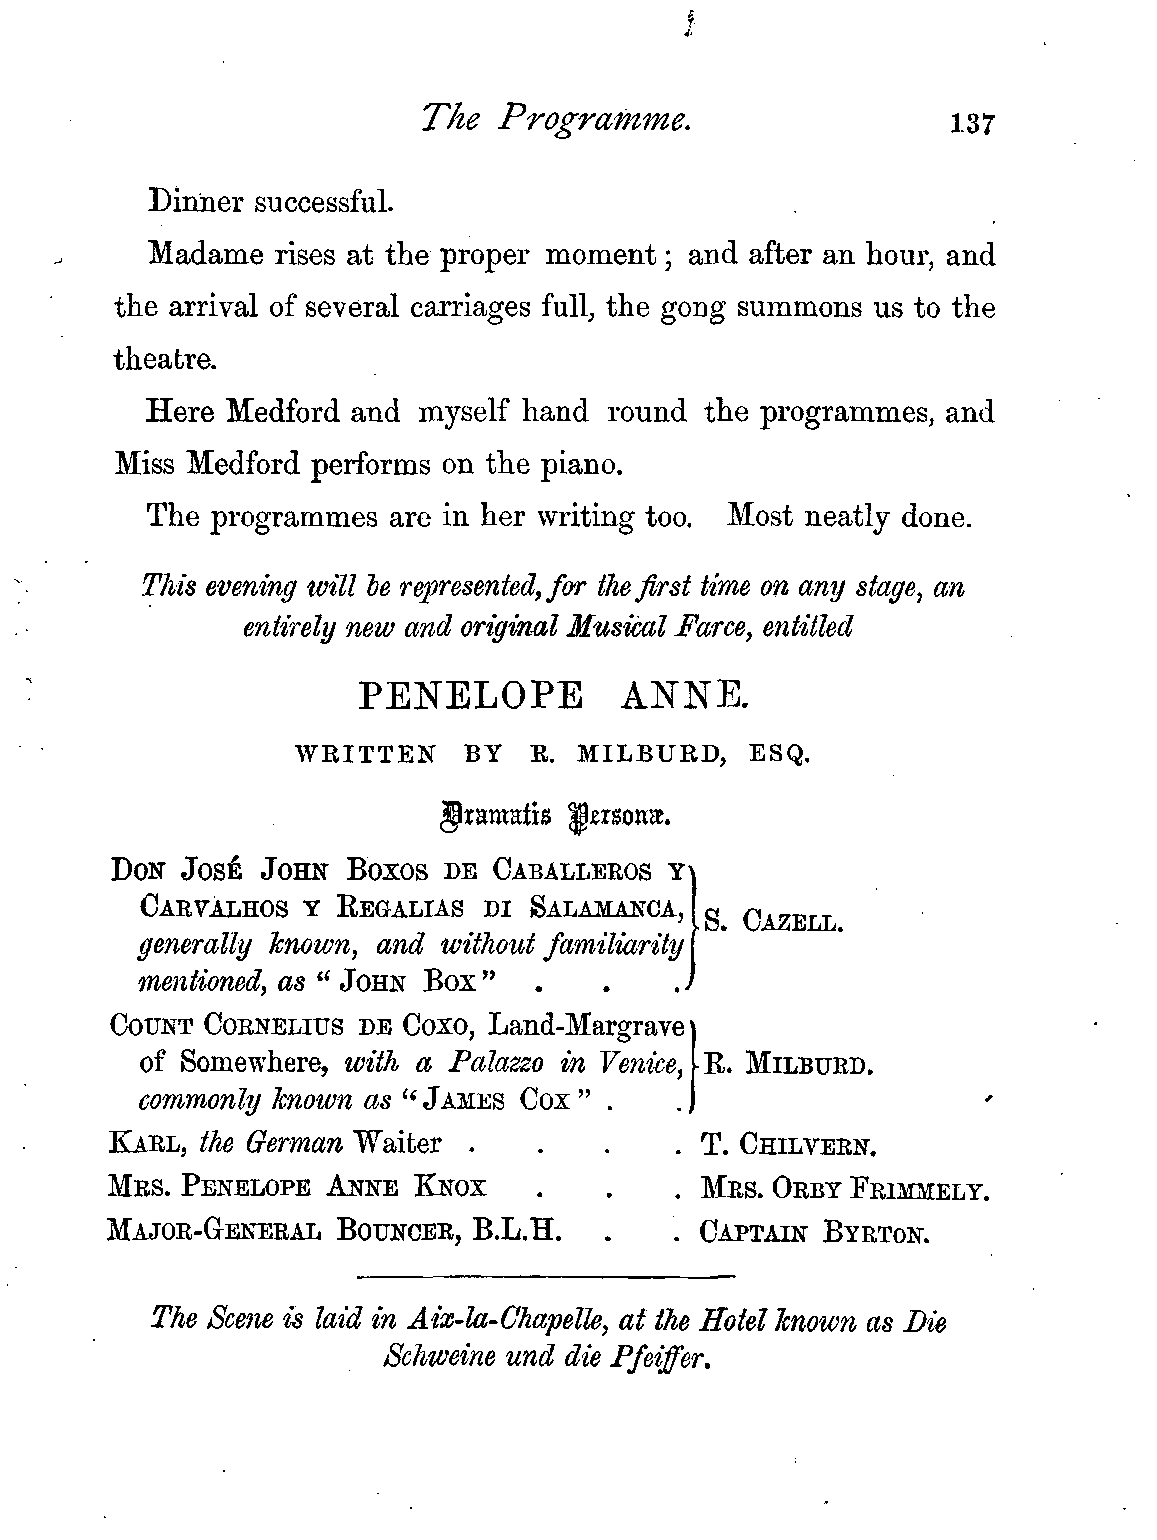 The Programme. 137
Dinner successful.
Madame rises at the proper moment; and after an hour, and
the arrival of several carriages full, the gong summons us to the
theatre.
Here Medford and myself hand round the programmes, and
Miss Medford performs on the piano.
The programmes are in her writing too. Most neatly done.
This evening will be represented, for the first time on any stage, an
entirely new and original Musical Farce, entitled
PENELOPE ANNE.
WRITTEN BY R. MILBURD, ESQ.
Dramatis Personæ.
DON JOSÉ JOHN BOXOS DE CABALLEROS Y
CARVALHOS Y REGALIAS DI SALAMANCA,
generally known, and without familiarity
mentioned, as "JOHN BOX" . . .
S. CAZELL.
COUNT CORNELIUS DE COXO, Land-Margrave
of Somewhere, with a Palazzo in Venice,
commonly known as "JAMES COX" . .
R. MILBURD.
KARL, the German Waiter . . . . T. CHILVERN.
MRS. PENELOPE ANNE KNOX . . . MRS. ORBY FRIMMELY.
MAJOR-GENERAL BOUNCER, B.L.H. . . CAPTAIN BYRTON.
The Scene is laid in Aix-la-Chapelle, at the Hotel known as Die
Schweine und die Pfeiffer.